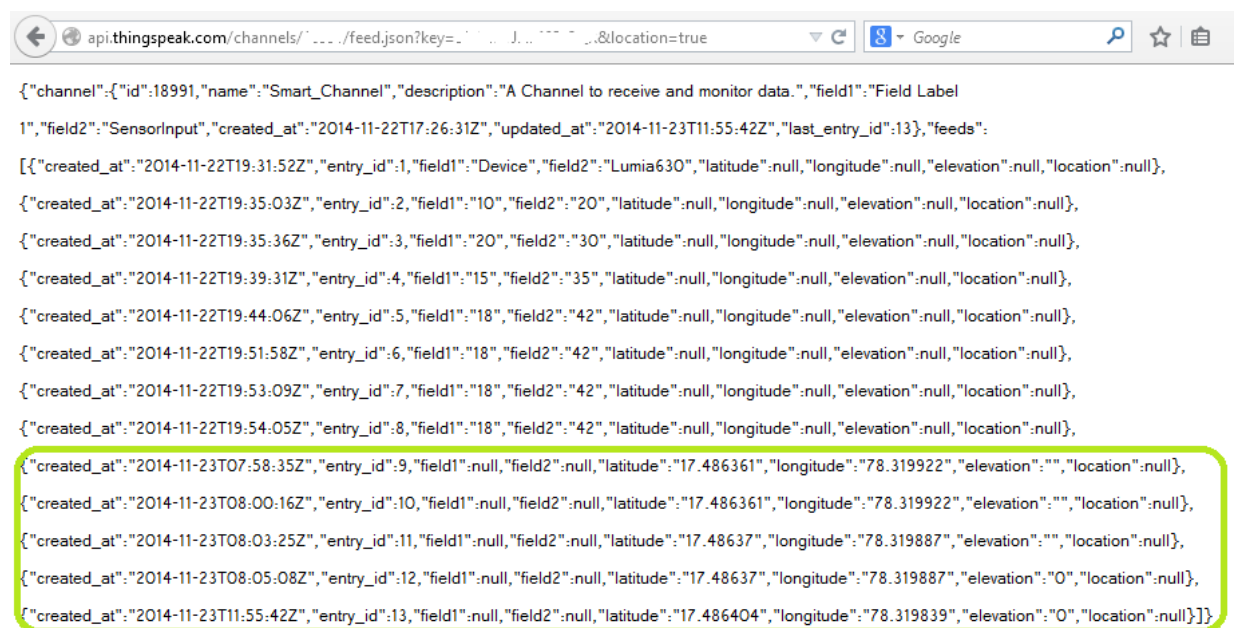 api.thingspeak.com/channels/ /feed.json?key= &location=true Google
{"channel":{"id":18991,"name":"Smart_Channel","description":"A Channel to receive and monitor data.","field1":"Field Label
1","field2":"SensorInput","created_at":"2014-11-22T17:26:31Z","updated_at":"2014-11-23T11:55:42Z","last_entry_id":13},"feeds":
[{"created_at":"2014-11-22T19:31:52Z","entry_id":1,"field1":"Device","field2":"Lumia630","latitude":null,"longitude":null,"elevation":null,"location":null},
{"created_at":"2014-11-22T19:35:03Z","entry_id":2,"field1":"10","field2":"20","latitude":null,"longitude":null,"elevation":null,"location":null},
{"created_at":"2014-11-22T19:35:36Z","entry_id":3,"field1":"20","field2":"30","latitude":null,"longitude":null,"elevation":null,"location":null},
{"created_at":"2014-11-22T19:39:31Z","entry_id":4,"field1":"15","field2":"35","latitude":null,"longitude":null,"elevation":null,"location":null},
{"created_at":"2014-11-22T19:44:06Z","entry_id":5,"field1":"18","field2":"42","latitude":null,"longitude":null,"elevation":null,"location":null},
{"created_at":"2014-11-22T19:51:58Z","entry_id":6,"field1":"18","field2":"42","latitude":null,"longitude":null,"elevation":null,"location":null},
{"created_at":"2014-11-22T19:53:09Z","entry_id":7,"field1":"18","field2":"42","latitude":null,"longitude":null,"elevation":null,"location":null},
{"created_at":"2014-11-22T19:54:05Z","entry_id":8,"field1":"18","field2":"42","latitude":null,"longitude":null,"elevation":null,"location":null},
{"created_at":"2014-11-23T07:58:35Z","entry_id":9,"field1":null,"field2":null,"latitude":"17.486361","longitude":"78.319922","elevation":"","location":null},
{"created_at":"2014-11-23T08:00:16Z","entry_id":10,"field1":null,"field2":null,"latitude":"17.486361","longitude":"78.319922","elevation":"","location":null},
{"created_at":"2014-11-23T08:03:25Z","entry_id":11,"field1":null,"field2":null,"latitude":"17.48637","longitude":"78.319887","elevation":"","location":null},
{"created_at":"2014-11-23T08:05:08Z","entry_id":12,"field1":null,"field2":null,"latitude":"17.48637","longitude":"78.319887","elevation":"0","location":null},
{"created_at":"2014-11-23T11:55:42Z","entry_id":13,"field1":null,"field2":null,"latitude":"17.486404","longitude":"78.319839","elevation":"0","location":null}]}